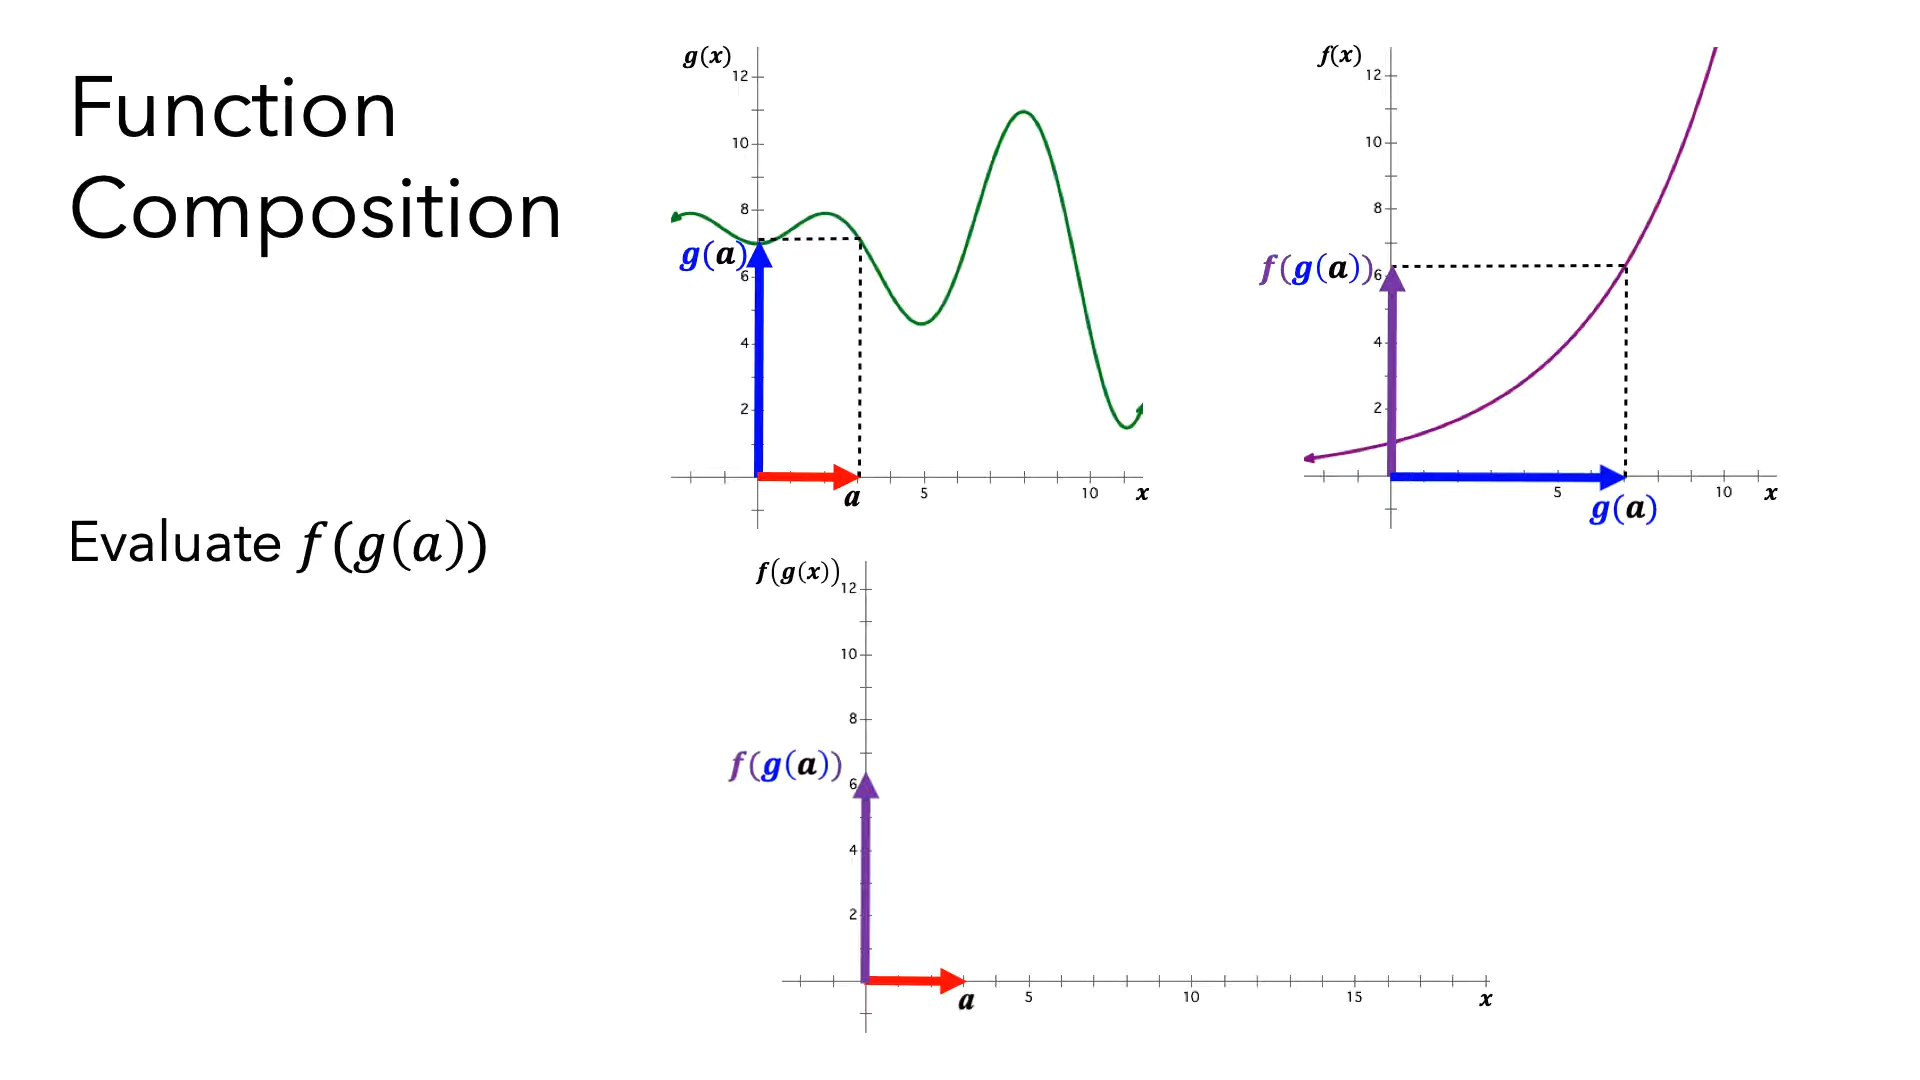 Function
Composition
Evaluate f(g(a))
g(x)
12
10
8
g(a)
6
4
2
a
5
10
x
f(x)
12
10
8
f(g(a))
6
4
2
5
10
x
g(a)
f(g(x))
12
10
8
f(g(a))
6
4
2
a
5
10
15
x